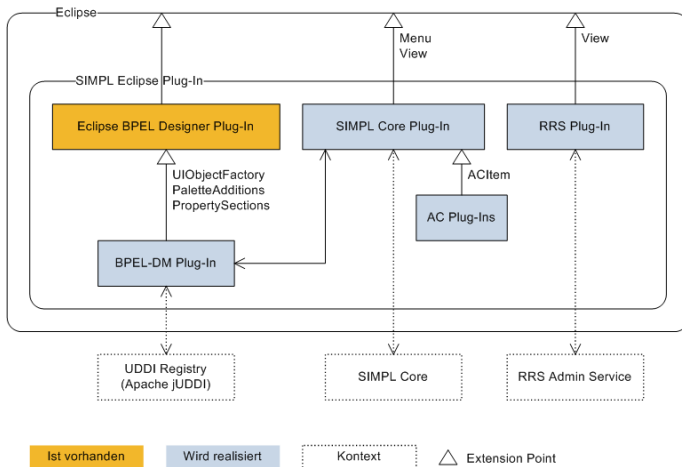 Eclipse
Menu
View
View
SIMPL Eclipse Plug-In
Eclipse BPEL Designer Plug-In
SIMPL Core Plug-In
RRS Plug-In
UIObjectFactory
PaletteAdditions
PropertySections
ACItem
AC Plug-Ins
BPEL-DM Plug-In
UDDI Registry
(Apache jUDDI)
SIMPL Core
RRS Admin Service
Ist vorhanden
Wird realisiert
Kontext
Extension Point